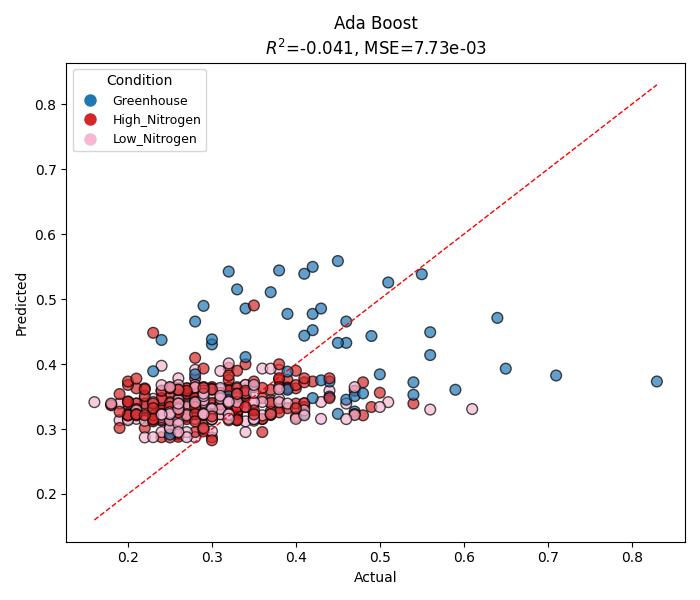 Ada Boost
R²=-0.041, MSE=7.73e-03
Condition
Greenhouse
High_Nitrogen
Low_Nitrogen
0.8
0.7
0.6
0.5
0.4
0.3
0.2
Predicted
0.2 0.3 0.4 0.5 0.6 0.7 0.8
Actual